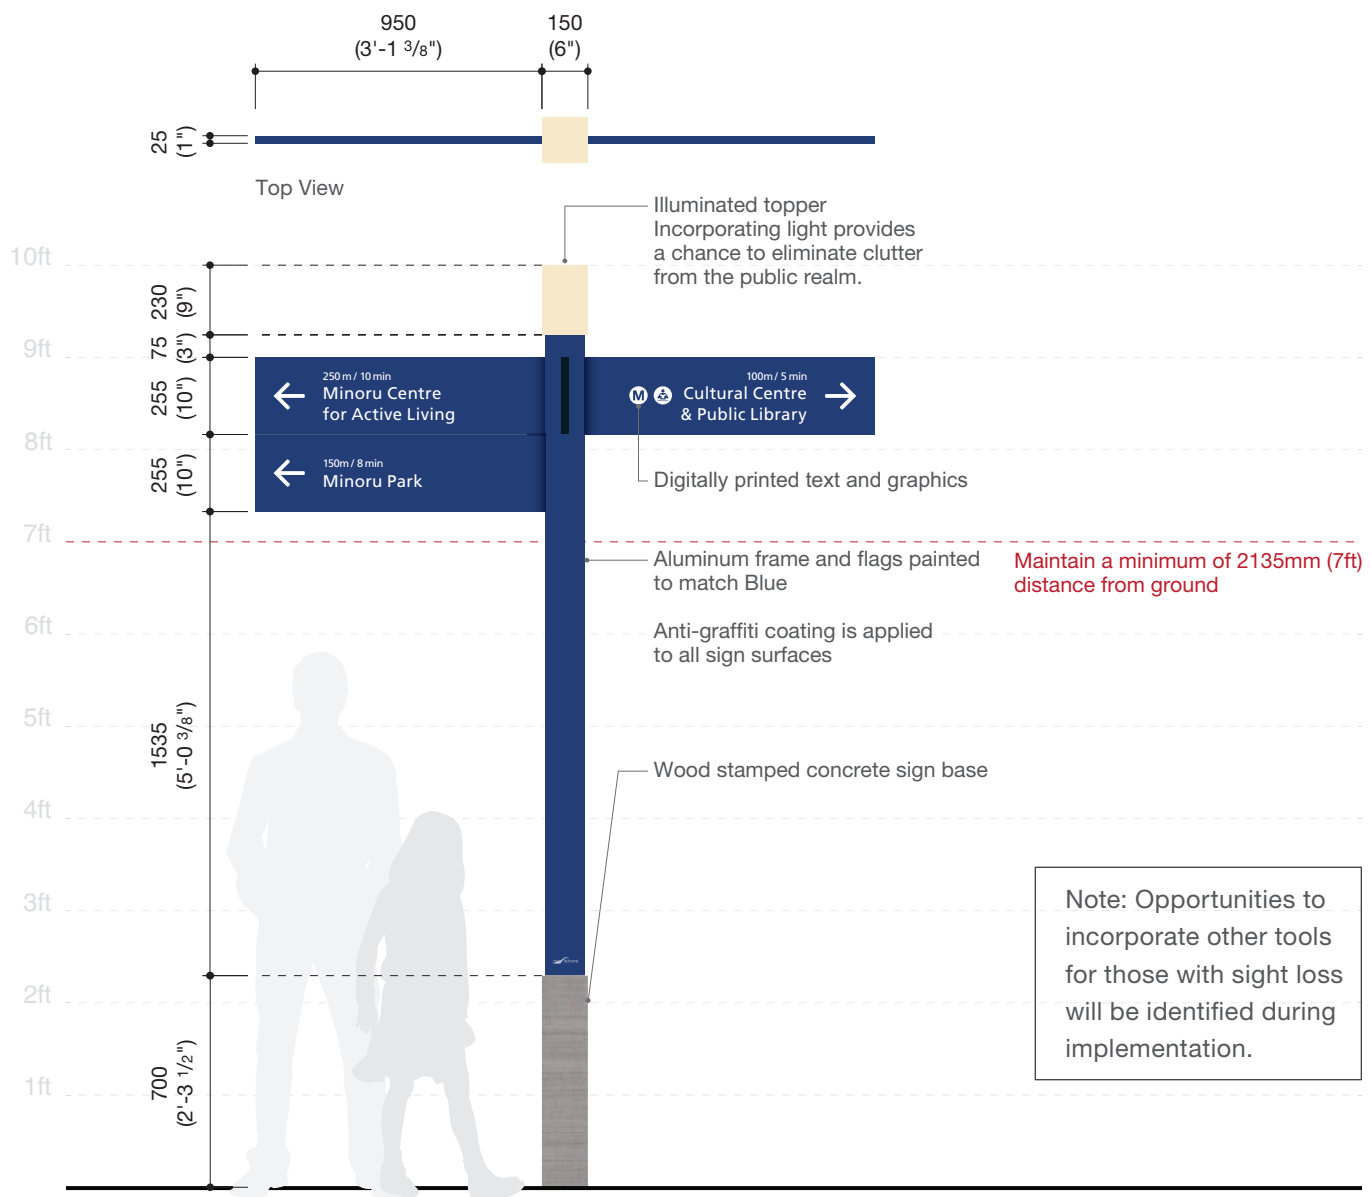 950
(3'-1 3/8")
150
(6")
25
(1")
Top View
Illuminated topper
Incorporating light provides
a chance to eliminate clutter
from the public realm.
10ft
230
(9")
75
(3")
9ft
255
(10")
250 m / 10 min
Minoru Centre
for Active Living
100m / 5 min
M
Cultural Centre
& Public Library
8ft
255
(10")
150m / 8 min
Minoru Park
Digitally printed text and graphics
7ft
Aluminum frame and flags painted
to match Blue
Maintain a minimum of 2135mm (7ft)
distance from ground
Anti-graffiti coating is applied
to all sign surfaces
6ft
5ft
1535
(5'-0 3/8")
Wood stamped concrete sign base
4ft
3ft
Note: Opportunities to
incorporate other tools
for those with sight loss
will be identified during
implementation.
2ft
700
(2'-3 1/2")
1ft